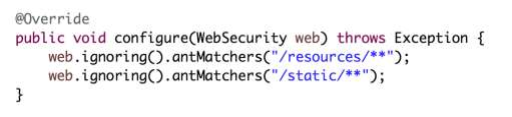 @Override
public void configure(WebSecurity web) throws Exception {
    web.ignoring().antMatchers("/resources/**");
    web.ignoring().antMatchers("/static/**");
}